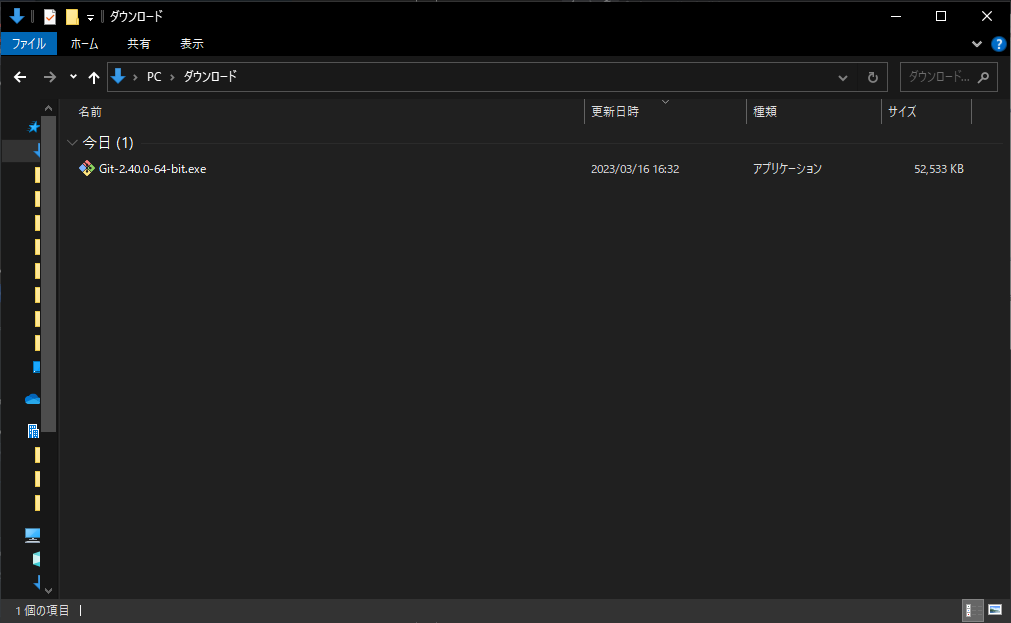 ダウンロード
ファイル ホーム 共有 表示 ?
PC ダウンロード ダウンロード...
名前 更新日時 種類 サイズ
今日 (1)
Git-2.40.0-64-bit.exe 2023/03/16 16:32 アプリケーション 52,533 KB
1 個の項目